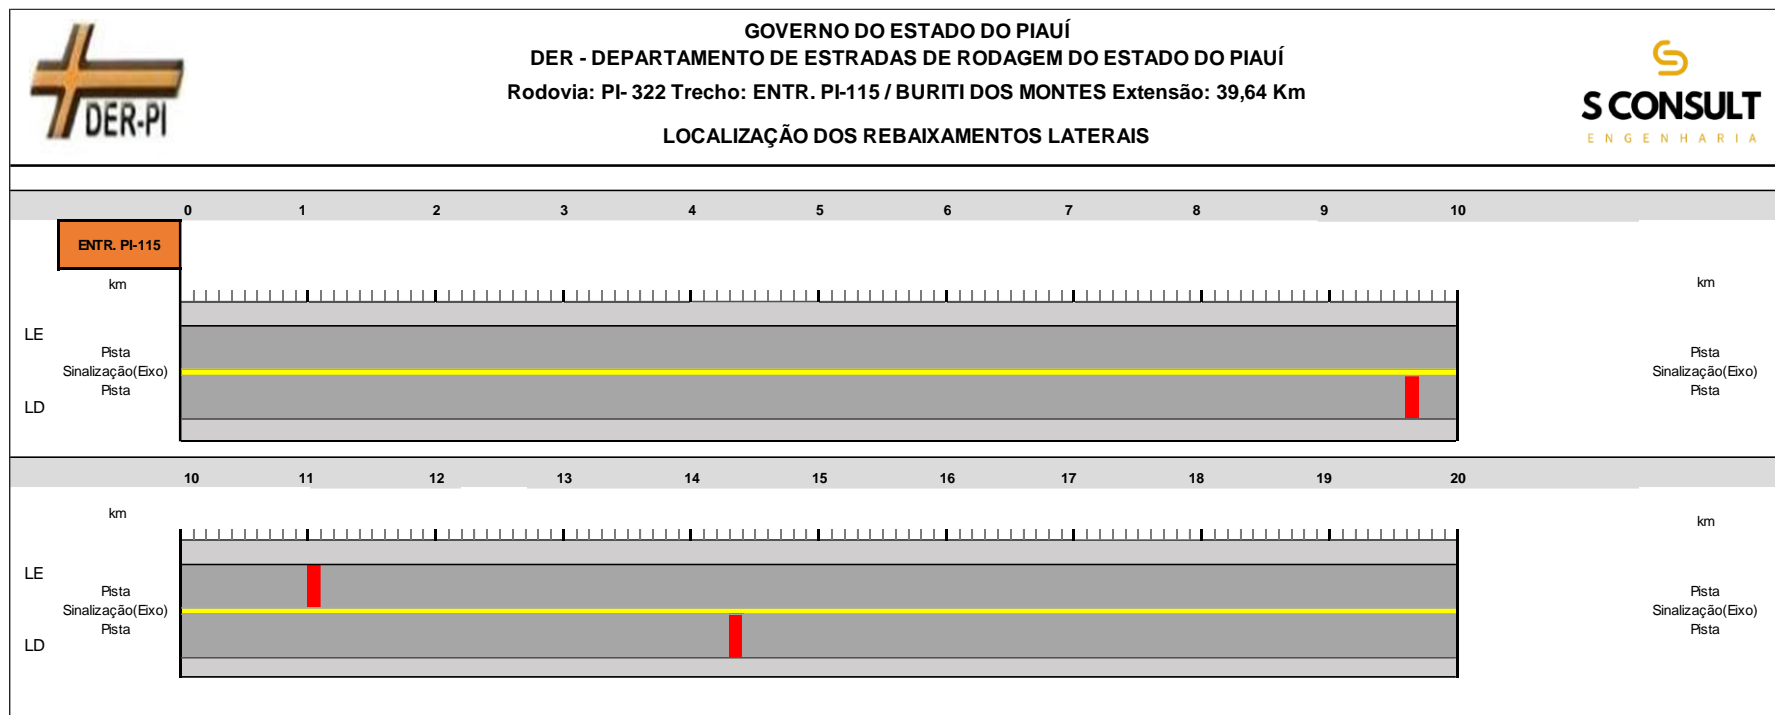 GOVERNO DO ESTADO DO PIAUÍ
DER - DEPARTAMENTO DE ESTRADAS DE RODAGEM DO ESTADO DO PIAUÍ
Rodovia: PI- 322 Trecho: ENTR. PI-115 / BURITI DOS MONTES Extensão: 39,64 Km
LOCALIZAÇÃO DOS REBAIXAMENTOS LATERAIS
DER-PI
S CONSULT
ENGENHARIA
0 1 2 3 4 5 6 7 8 9 10
ENTR. PI-115
km km
LE
Pista Pista
Sinalização(Eixo) Sinalização(Eixo)
Pista Pista
LD
10 11 12 13 14 15 16 17 18 19 20
km km
LE
Pista Pista
Sinalização(Eixo) Sinalização(Eixo)
Pista Pista
LD